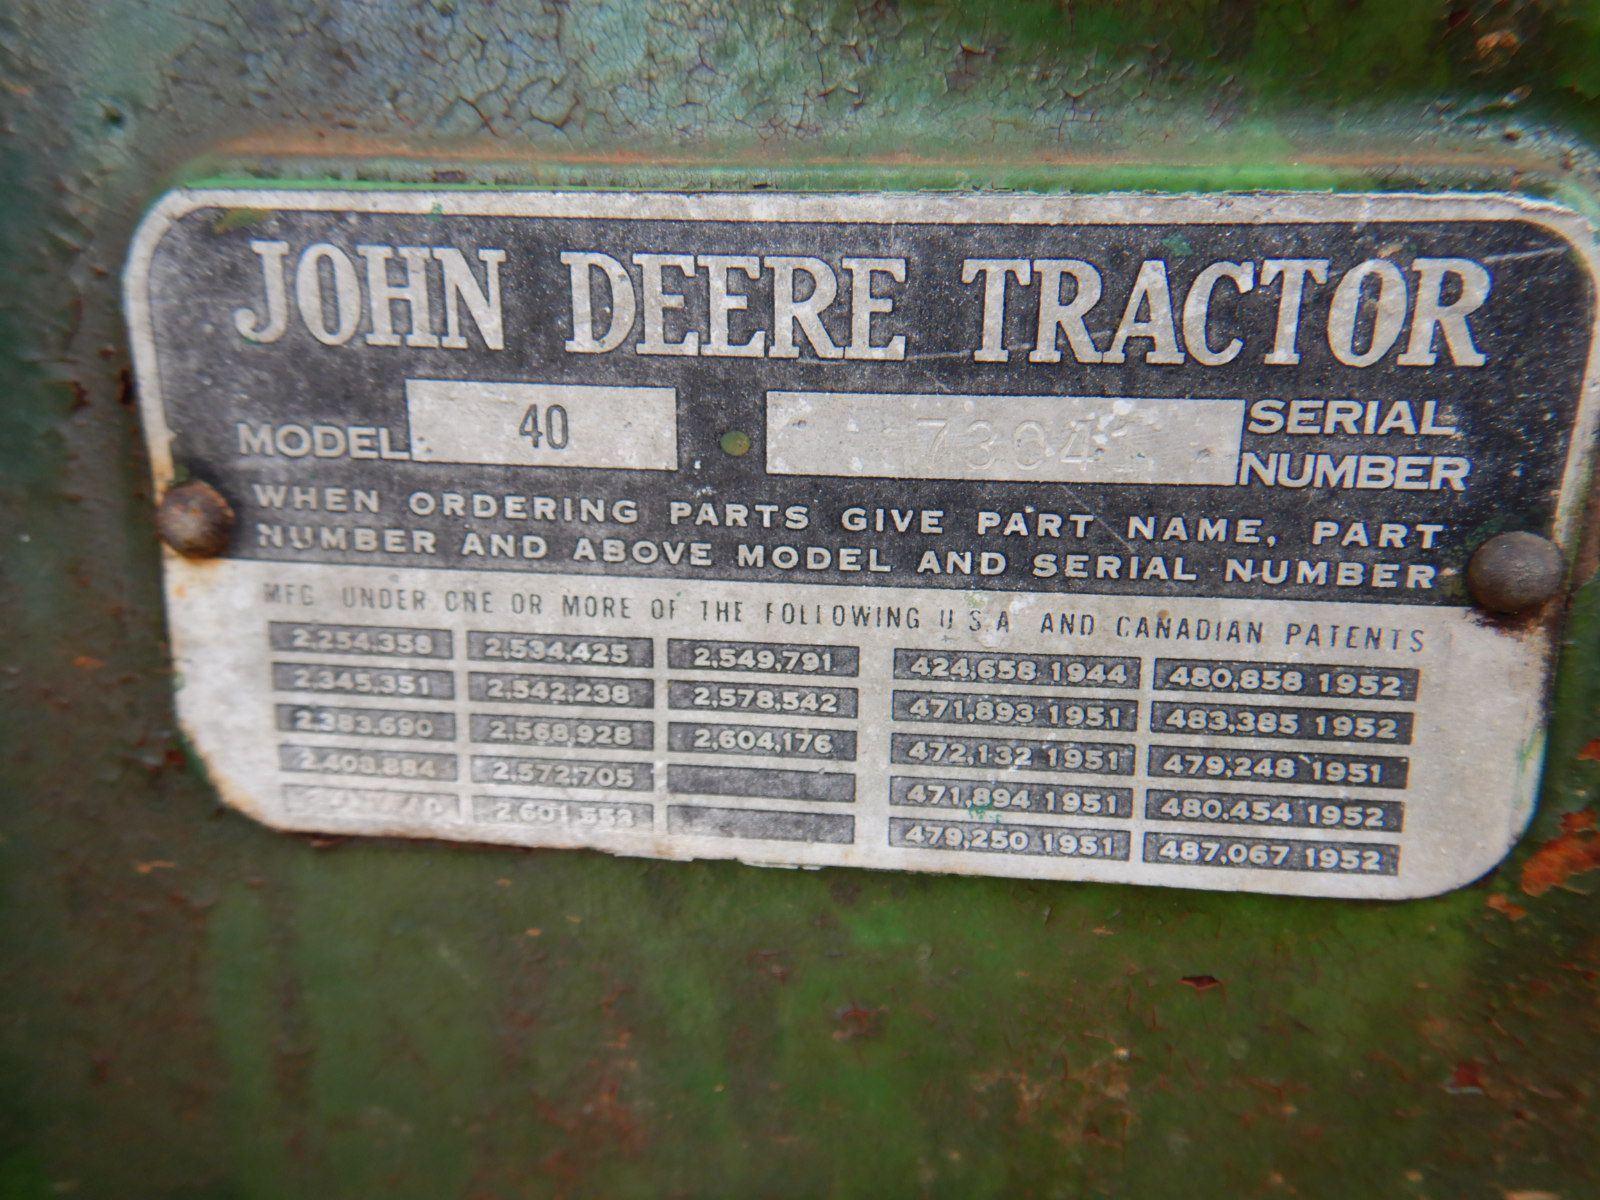 JOHN DEERE TRACTOR
MODEL 40 SERIAL
NUMBER
WHEN ORDERING PARTS GIVE PART NAME, PART
NUMBER AND ABOVE MODEL AND SERIAL NUMBER
MFG UNDER ONE OR MORE OF THE FOLLOWING U.S.A AND CANADIAN PATENTS
2,254,358 2,534,425 2,549,791 424,658 1944 480,858 1952
2,345,351 2,542,238 2,578,542 471,893 1951 483,385 1952
2,383,690 2,568,928 2,604,176 472,132 1951 479,248 1951
2,408,884 2,572,705 471,894 1951 480,454 1952
479,250 1951 487,067 1952